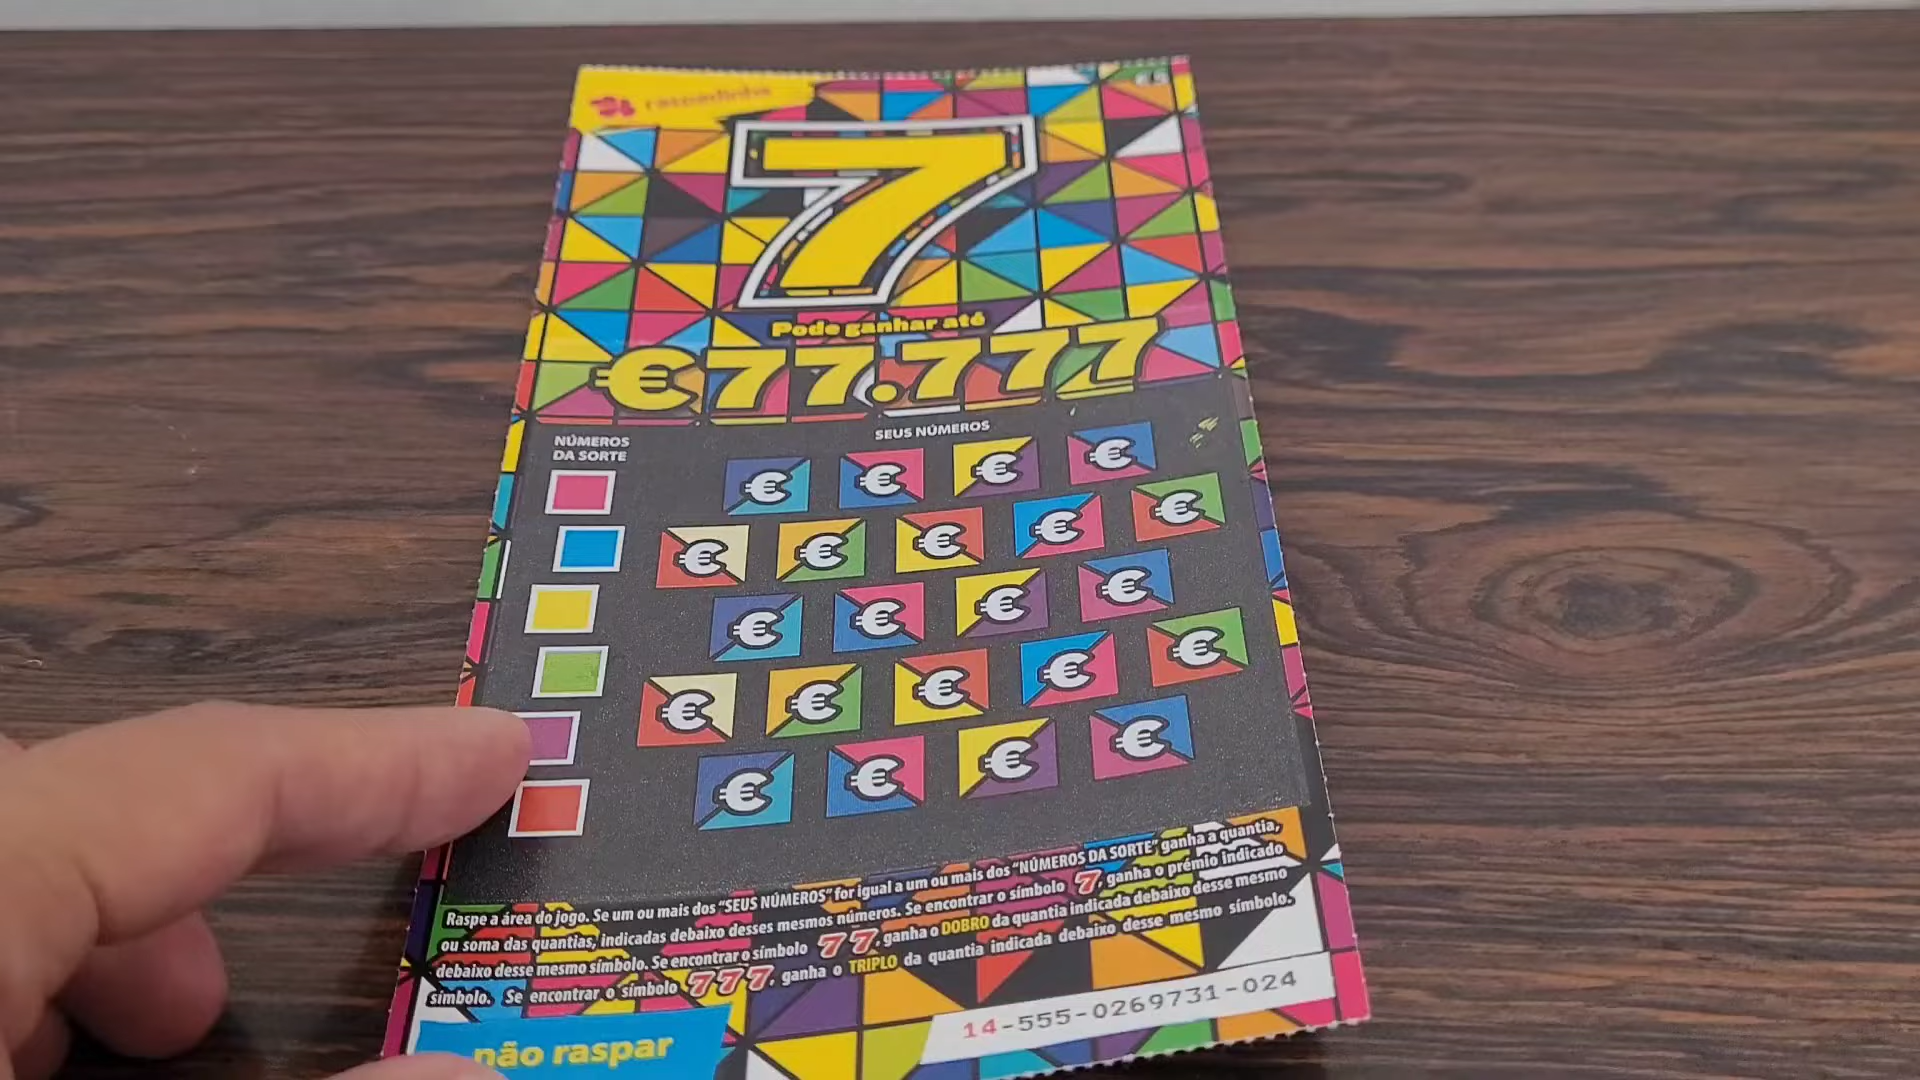 raspadinha
7
Pode ganhar até
€77.777
NÚMEROS
DA SORTE
SEUS NÚMEROS
€ € € €
€ € € € €
€ € € €
€ € € € €
€ € € €
Raspe a área do jogo. Se um ou mais dos "SEUS NÚMEROS" for igual a um ou mais dos "NÚMEROS DA SORTE" ganha a quantia,
ou soma das quantias, indicadas debaixo desses mesmos números. Se encontrar o símbolo 7, ganha o prémio indicado
debaixo desse mesmo símbolo. Se encontrar o símbolo 77, ganha o DOBRO da quantia indicada debaixo desse mesmo
símbolo. Se encontrar o símbolo 777, ganha o TRIPLO da quantia indicada debaixo desse mesmo símbolo.
não raspar
14-555-0269731-024